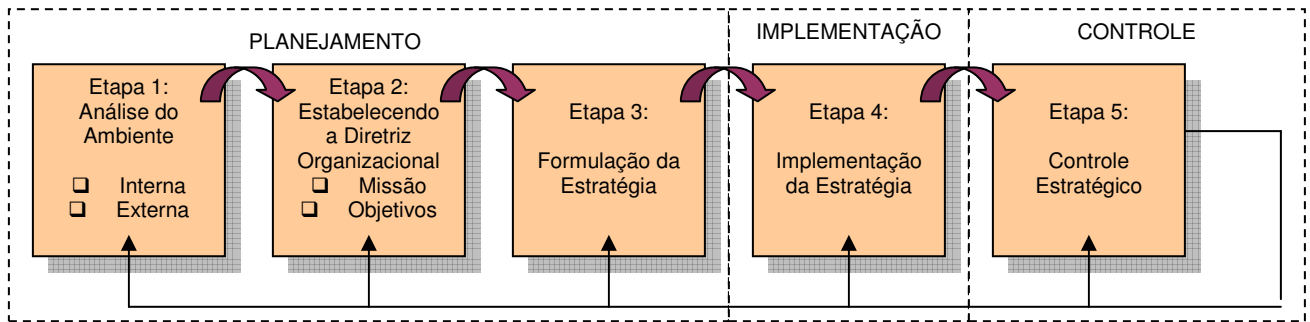 PLANEJAMENTO
IMPLEMENTAÇÃO
CONTROLE
Etapa 1:
Análise do
Ambiente
❑ Interna
❑ Externa
Etapa 2:
Estabelecendo
a Diretriz
Organizacional
❑ Missão
❑ Objetivos
Etapa 3:
Formulação da
Estratégia
Etapa 4:
Implementação
da Estratégia
Etapa 5:
Controle
Estratégico